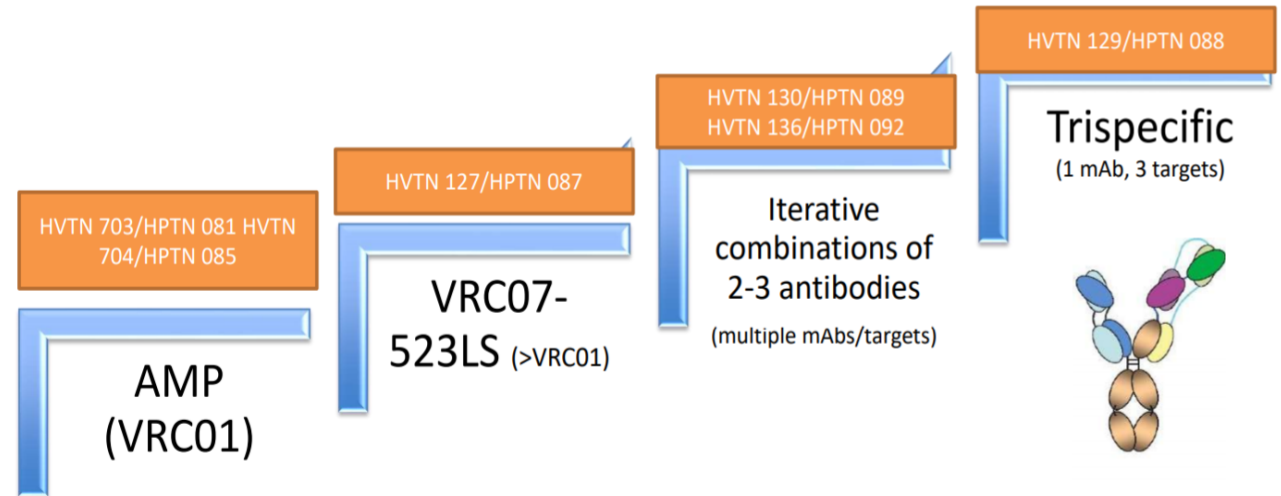 HVTN 703/HPTN 081 HVTN
704/HPTN 085
AMP
(VRC01)
HVTN 127/HPTN 087
VRC07-
523LS (>VRC01)
HVTN 130/HPTN 089
HVTN 136/HPTN 092
Iterative
combinations of
2-3 antibodies
(multiple mAbs/targets)
HVTN 129/HPTN 088
Trispecific
(1 mAb, 3 targets)